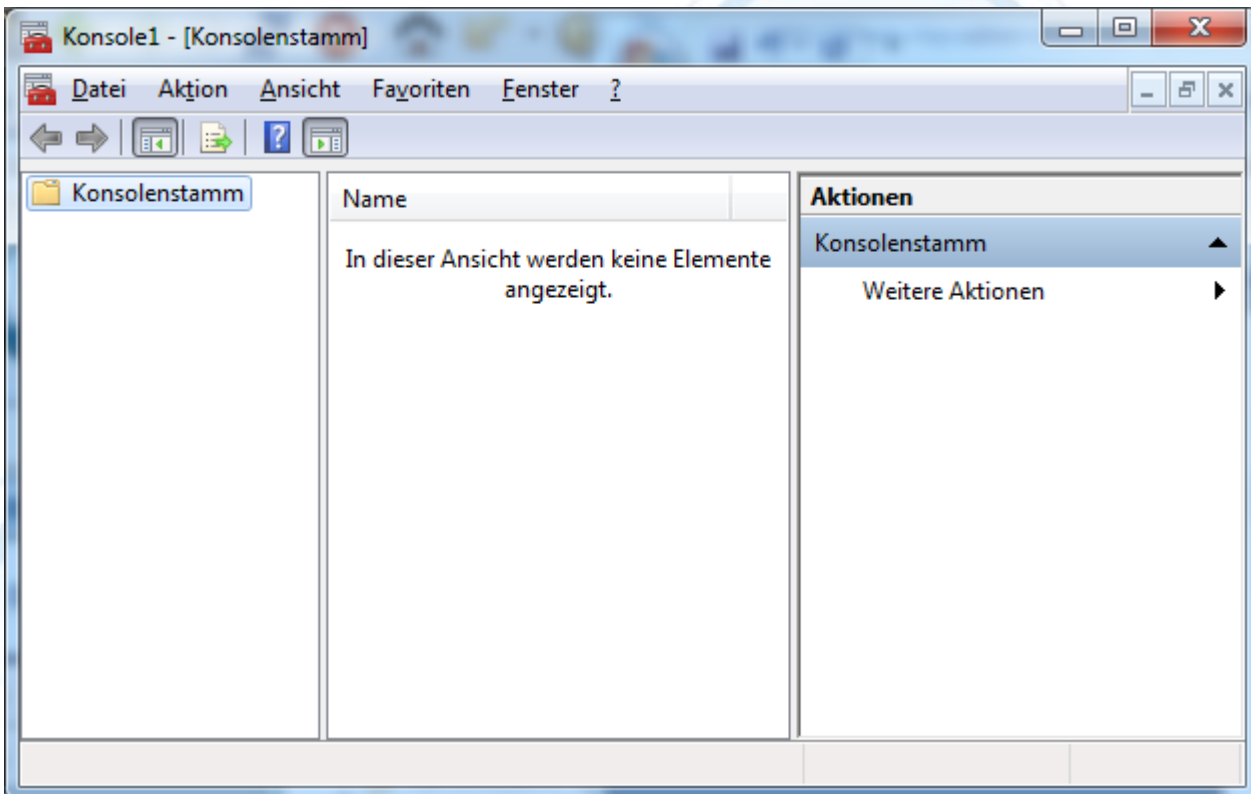 Konsole1 - [Konsolenstamm]
Datei Aktion Ansicht Favoriten Fenster ?
Konsolenstamm
Name
In dieser Ansicht werden keine Elemente
angezeigt.
Aktionen
Konsolenstamm
Weitere Aktionen